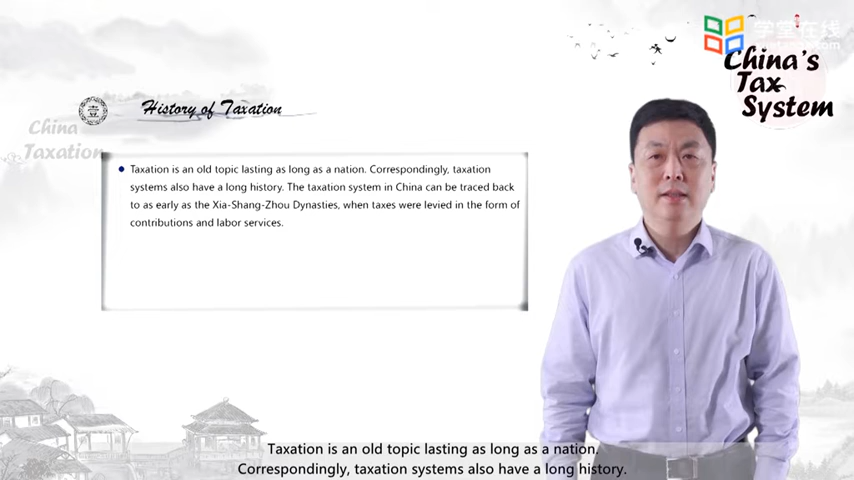 学堂在线
xuetangx.com
China's
Tax
System
壹
History of Taxation
China
Taxation
Taxation is an old topic lasting as long as a nation. Correspondingly, taxation
systems also have a long history. The taxation system in China can be traced back
to as early as the Xia-Shang-Zhou Dynasties, when taxes were levied in the form of
contributions and labor services.
Taxation is an old topic lasting as long as a nation.
Correspondingly, taxation systems also have a long history.